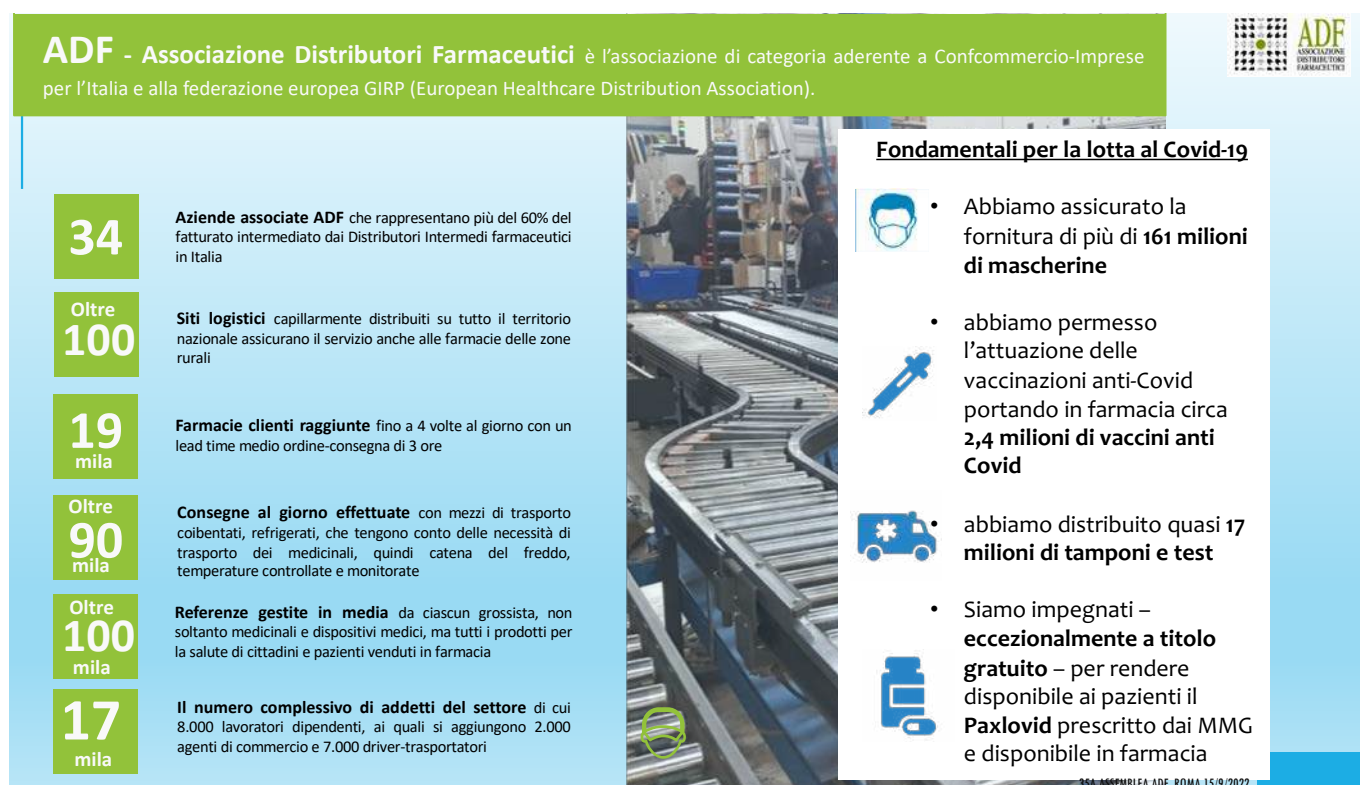 ADF - Associazione Distributori Farmaceutici è l'associazione di categoria aderente a Confcommercio-Imprese
per l'Italia e alla federazione europea GIRP (European Healthcare Distribution Association).
ADF
ASSOCIAZIONE
DISTRIBUTORI
FARMACEUTICI
34
Aziende associate ADF che rappresentano più del 60% del
fatturato intermediato dai Distributori Intermedi farmaceutici
in Italia
Oltre
100
Siti logistici capillarmente distribuiti su tutto il territorio
nazionale assicurano il servizio anche alle farmacie delle zone
rurali
19
mila
Farmacie clienti raggiunte fino a 4 volte al giorno con un
lead time medio ordine-consegna di 3 ore
Oltre
90
mila
Consegne al giorno effettuate con mezzi di trasporto
coibentati, refrigerati, che tengono conto delle necessità di
trasporto dei medicinali, quindi catena del freddo,
temperature controllate e monitorate
Oltre
100
mila
Referenze gestite in media da ciascun grossista, non
soltanto medicinali e dispositivi medici, ma tutti i prodotti per
la salute di cittadini e pazienti venduti in farmacia
17
mila
Il numero complessivo di addetti del settore di cui
8.000 lavoratori dipendenti, ai quali si aggiungono 2.000
agenti di commercio e 7.000 driver-trasportatori
Fondamentali per la lotta al Covid-19
• Abbiamo assicurato la
fornitura di più di 161 milioni
di mascherine
• abbiamo permesso
l'attuazione delle
vaccinazioni anti-Covid
portando in farmacia circa
2,4 milioni di vaccini anti
Covid
• abbiamo distribuito quasi 17
milioni di tamponi e test
• Siamo impegnati –
eccezionalmente a titolo
gratuito – per rendere
disponibile ai pazienti il
Paxlovid prescritto dai MMG
e disponibile in farmacia
35A ASSEMBLEA ADF, ROMA 15/9/2022